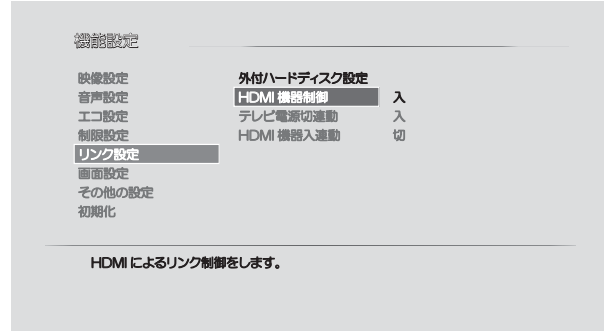 機能設定
映像設定
音声設定
エコ設定
制限設定
リンク設定
画面設定
その他の設定
初期化
外付ハードディスク設定
HDMI 機器制御 入
テレビ電源切連動 入
HDMI 機器入連動 切
HDMI によるリンク制御をします。